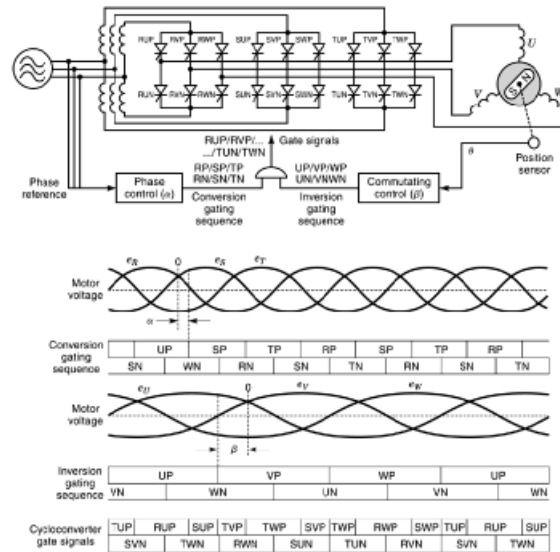 RUP RVP RWP SUP SVP SWP TUP TVP TWP
U
S N
V
W
RUN RVN RWN SUN SVN SWN TUN TVN TWN
RUP/RVP/...
.../TUN/TWN
Gate signals
θ
Position
sensor
Phase
reference
Phase
control (α)
RP/SP/TP
RN/SN/TN
Conversion
gating
sequence
UP/VP/WP
UN/VNWN
Inversion
gating
sequence
Commutating
control (β)
Motor
voltage
e_R 0 e_S e_T
α
Conversion
gating
sequence
UP SP TP RP SP TP RP
SN WN RN SN TN RN SN TN
Motor
voltage
e_U 0 e_V e_W
β
Inversion
gating
sequence
UP VP WP UP
VN WN UN VN WN
Cycloconverter
gate signals
TUP RUP SUP TVP TWP SVP TWP RWP SWP TUP RUP SUP
SVN TWN RWN SUN TUN RVN SVN TWN